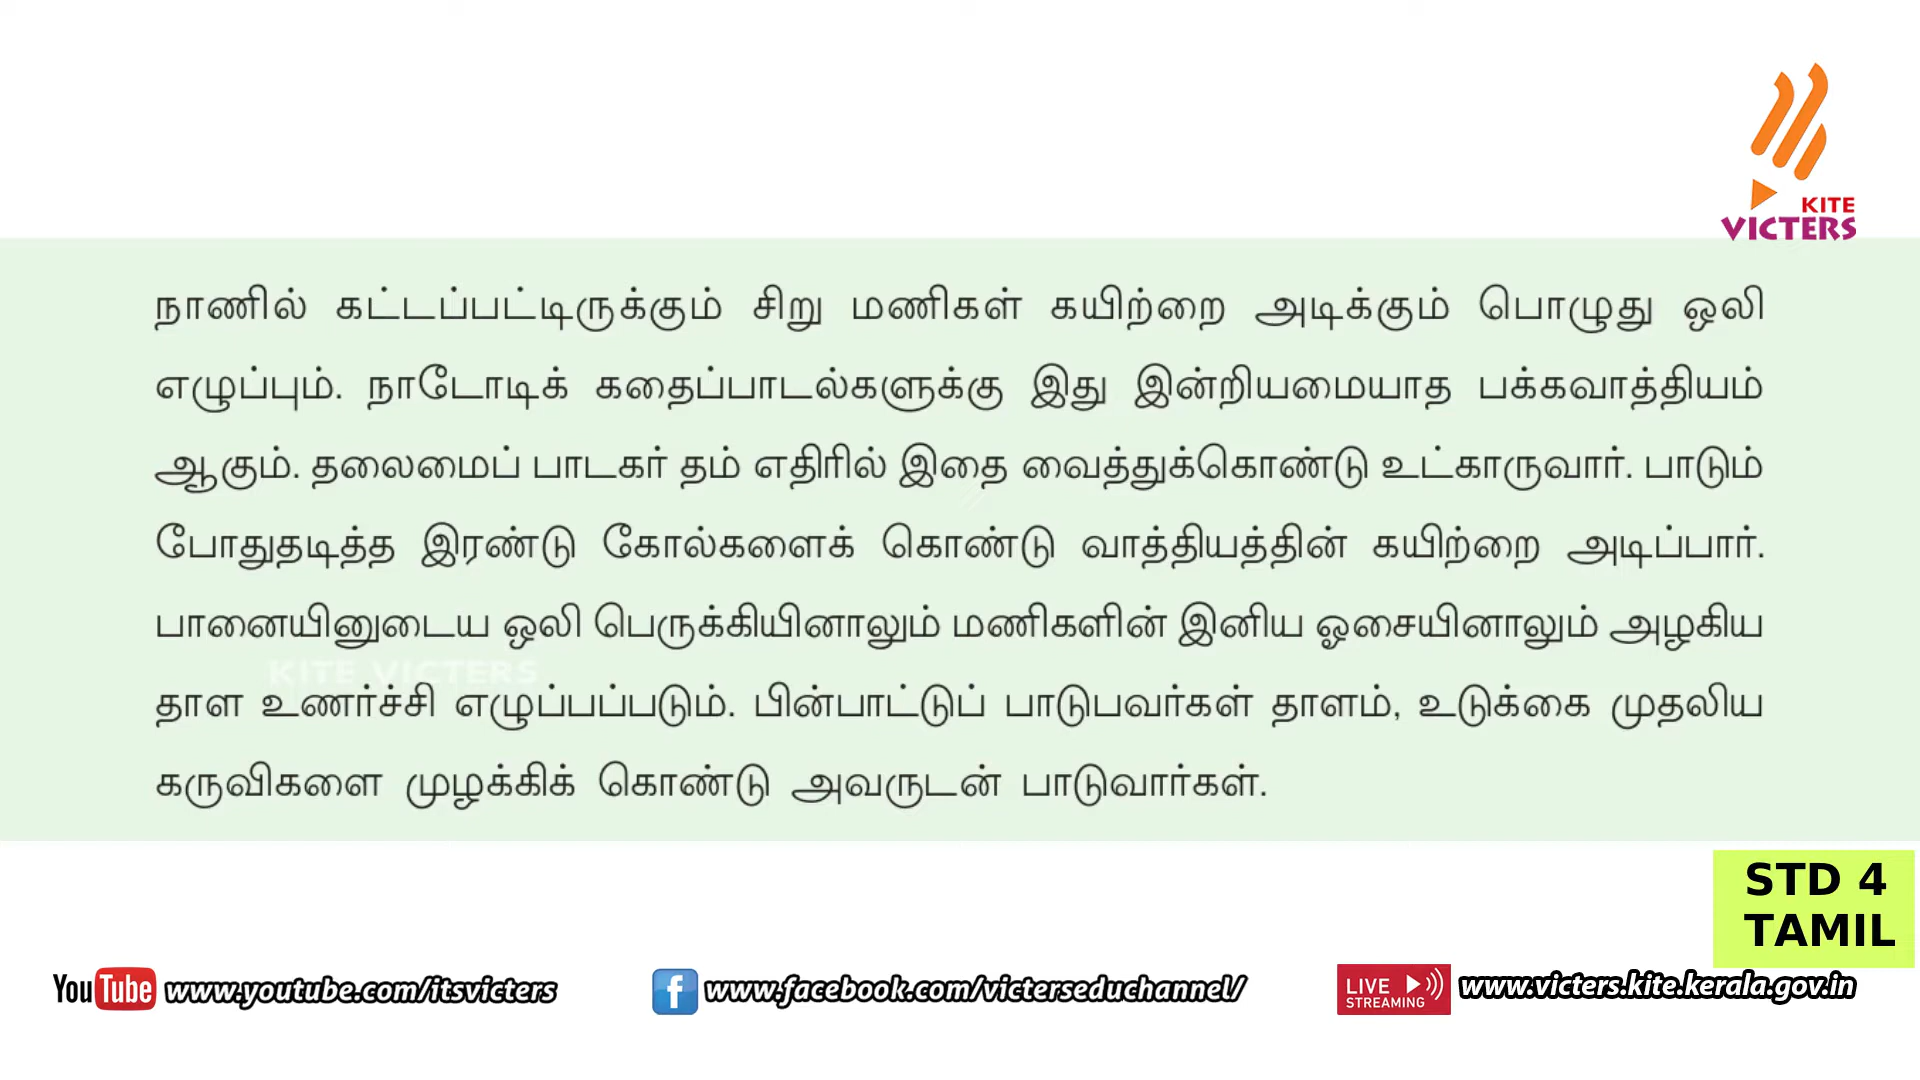 KITE
VICTERS
நாணில் கட்டப்பட்டிருக்கும் சிறு மணிகள் கயிற்றை அடிக்கும் பொழுது ஒலி
எழுப்பும். நாடோடிக் கதைப்பாடல்களுக்கு இது இன்றியமையாத பக்கவாத்தியம்
ஆகும். தலைமைப் பாடகர் தம் எதிரில் இதை வைத்துக்கொண்டு உட்காருவார். பாடும்
போதுதடித்த இரண்டு கோல்களைக் கொண்டு வாத்தியத்தின் கயிற்றை அடிப்பார்.
பானையினுடைய ஒலி பெருக்கியினாலும் மணிகளின் இனிய ஓசையினாலும் அழகிய
KITE VICTERS
தாள உணர்ச்சி எழுப்பப்படும். பின்பாட்டுப் பாடுபவர்கள் தாளம், உடுக்கை முதலிய
கருவிகளை முழக்கிக் கொண்டு அவருடன் பாடுவார்கள்.
STD 4
TAMIL
YouTube www.youtube.com/itsvicters
f www.facebook.com/victerseduchannel/
LIVE STREAMING www.victers.kite.kerala.gov.in